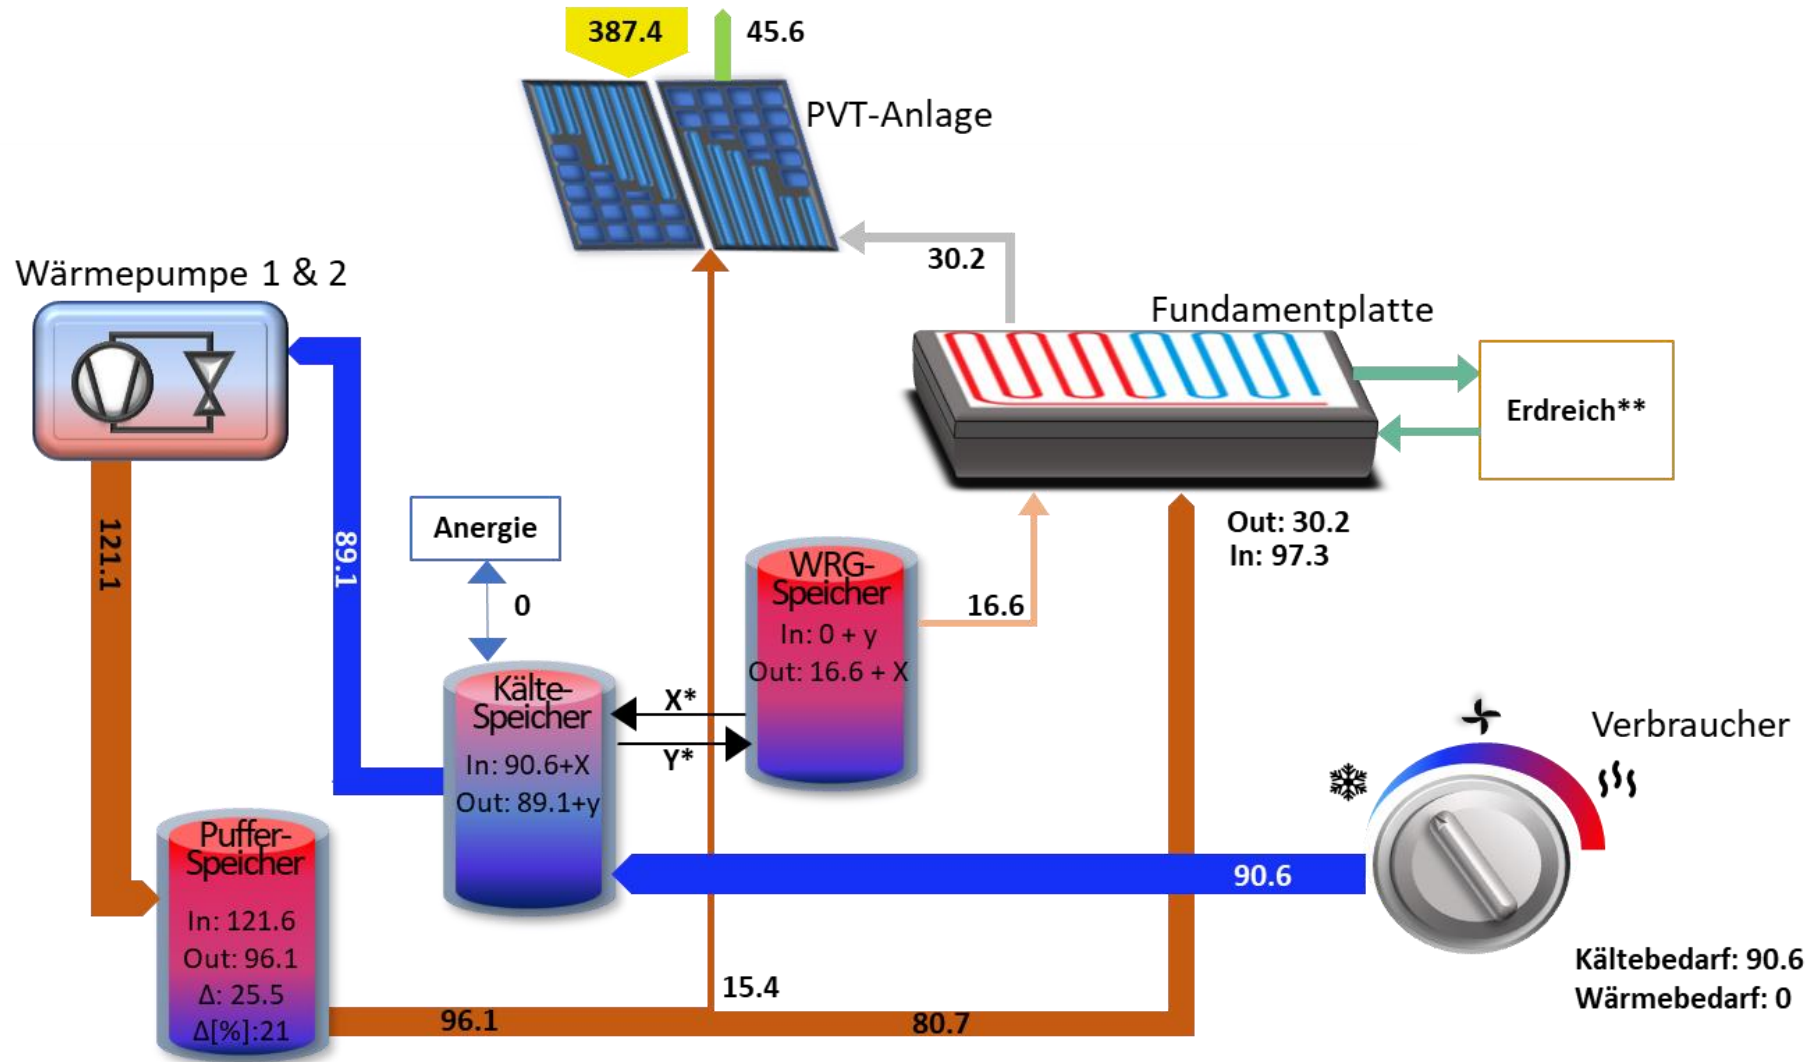 387.4
45.6
PVT-Anlage
30.2
Wärmepumpe 1 & 2
Fundamentplatte
Erdreich**
121.1
89.1
Anergie
0
Out: 30.2
In: 97.3
WRG-
Speicher
In: 0 + y
Out: 16.6 + X
16.6
Kälte-
Speicher
In: 90.6+X
Out: 89.1+y
X*
Y*
Verbraucher
Puffer-
Speicher
In: 121.6
Out: 96.1
Δ: 25.5
Δ[%]:21
90.6
Kältebedarf: 90.6
Wärmebedarf: 0
15.4
96.1
80.7